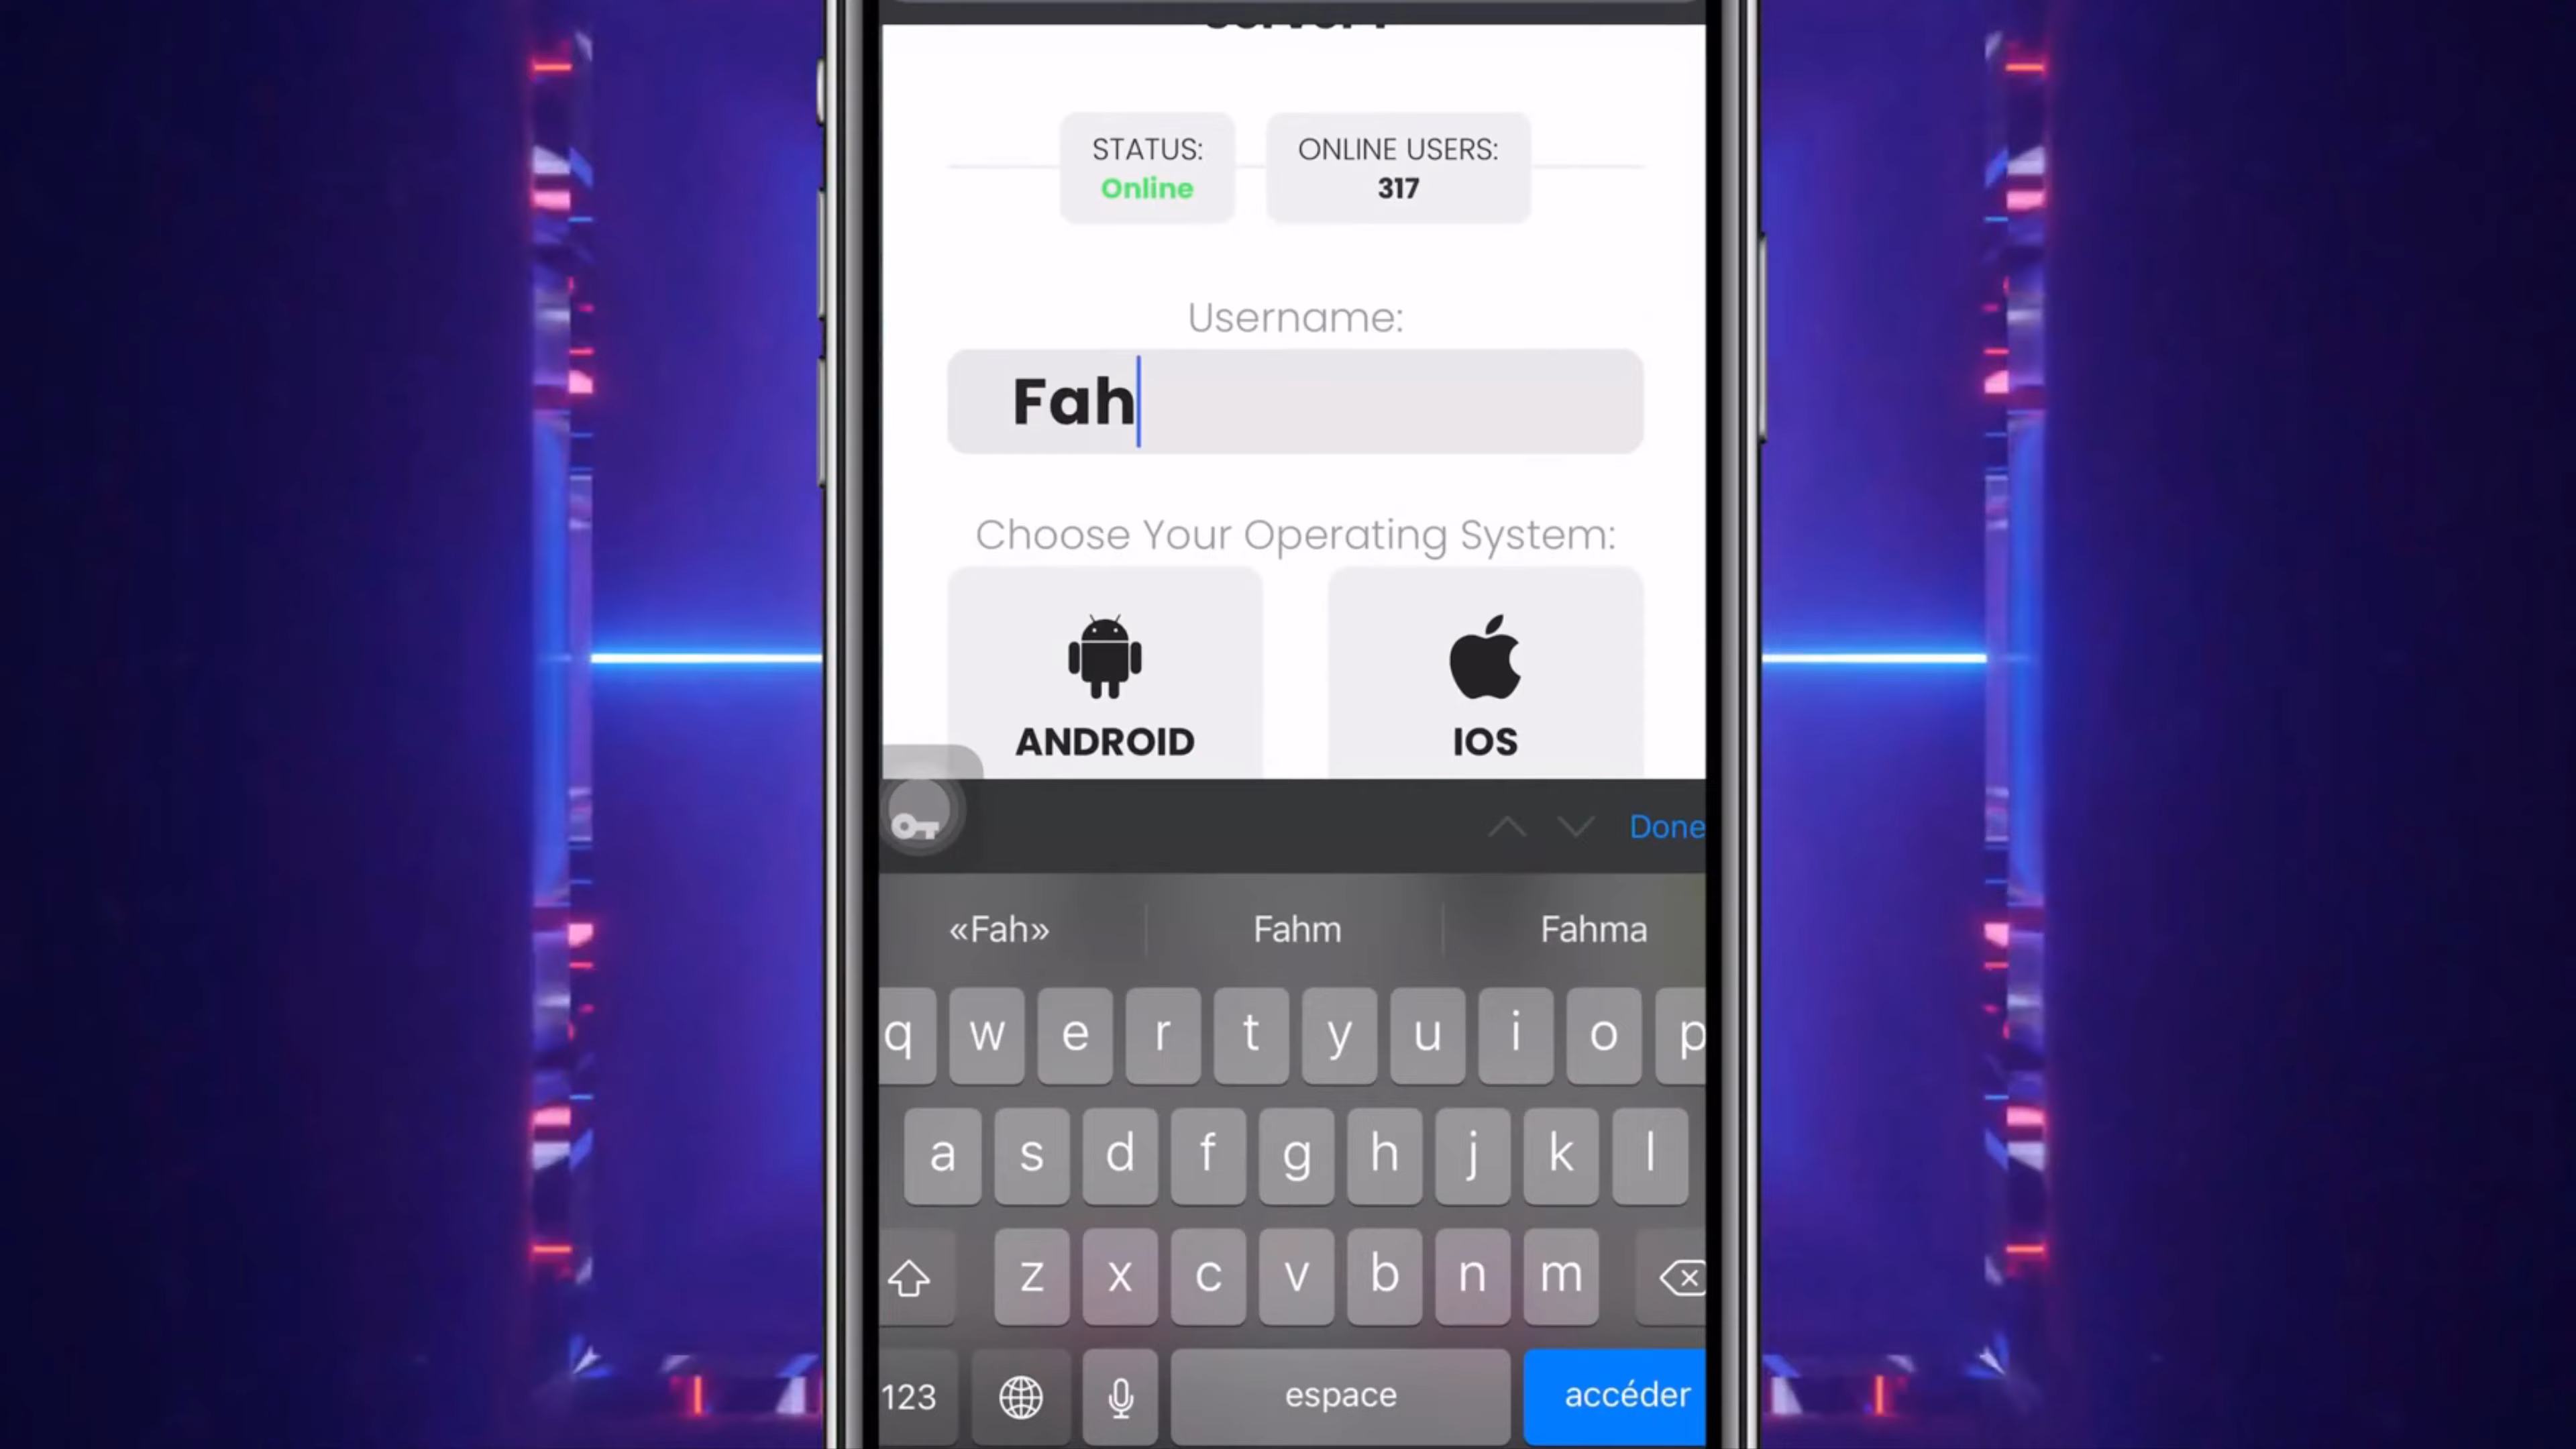 STATUS:
Online
ONLINE USERS:
317
Username:
Fah
Choose Your Operating System:
ANDROID
IOS
Done
«Fah»
Fahm
Fahma
q w e r t y u i o p
a s d f g h j k l
z x c v b n m
123
espace
accéder